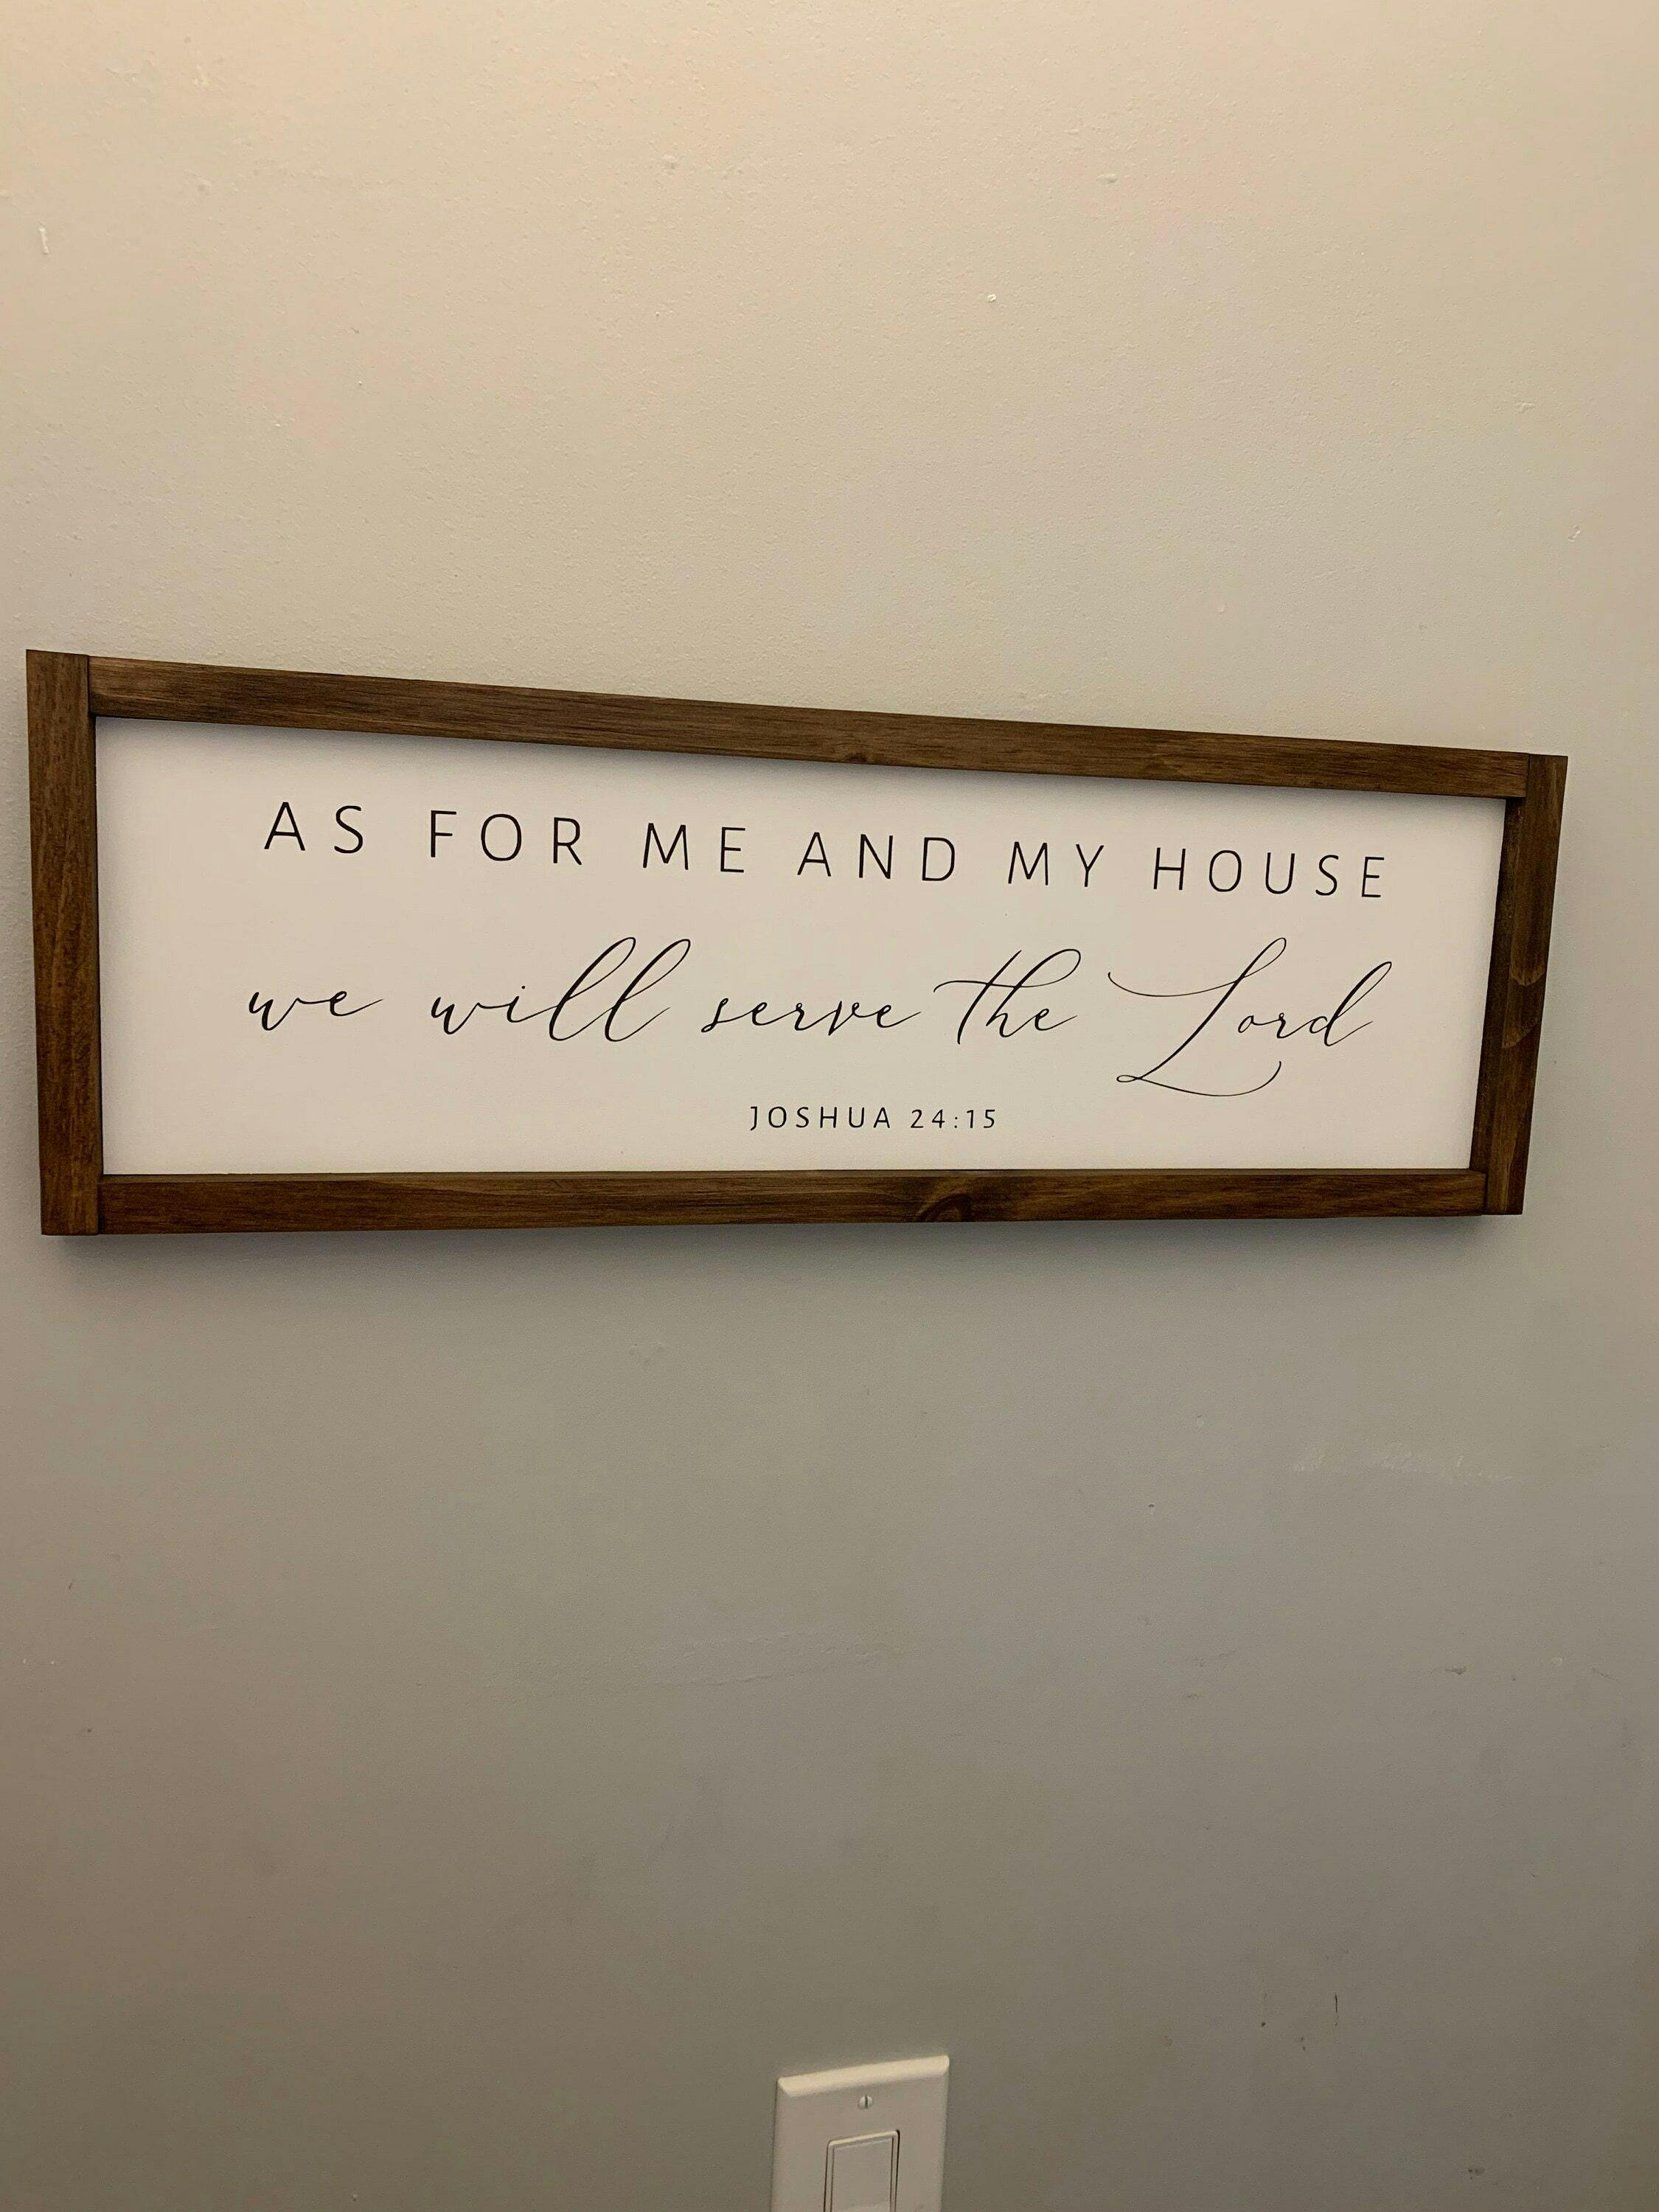 AS FOR ME AND MY HOUSE
we will serve the Lord
JOSHUA 24:15